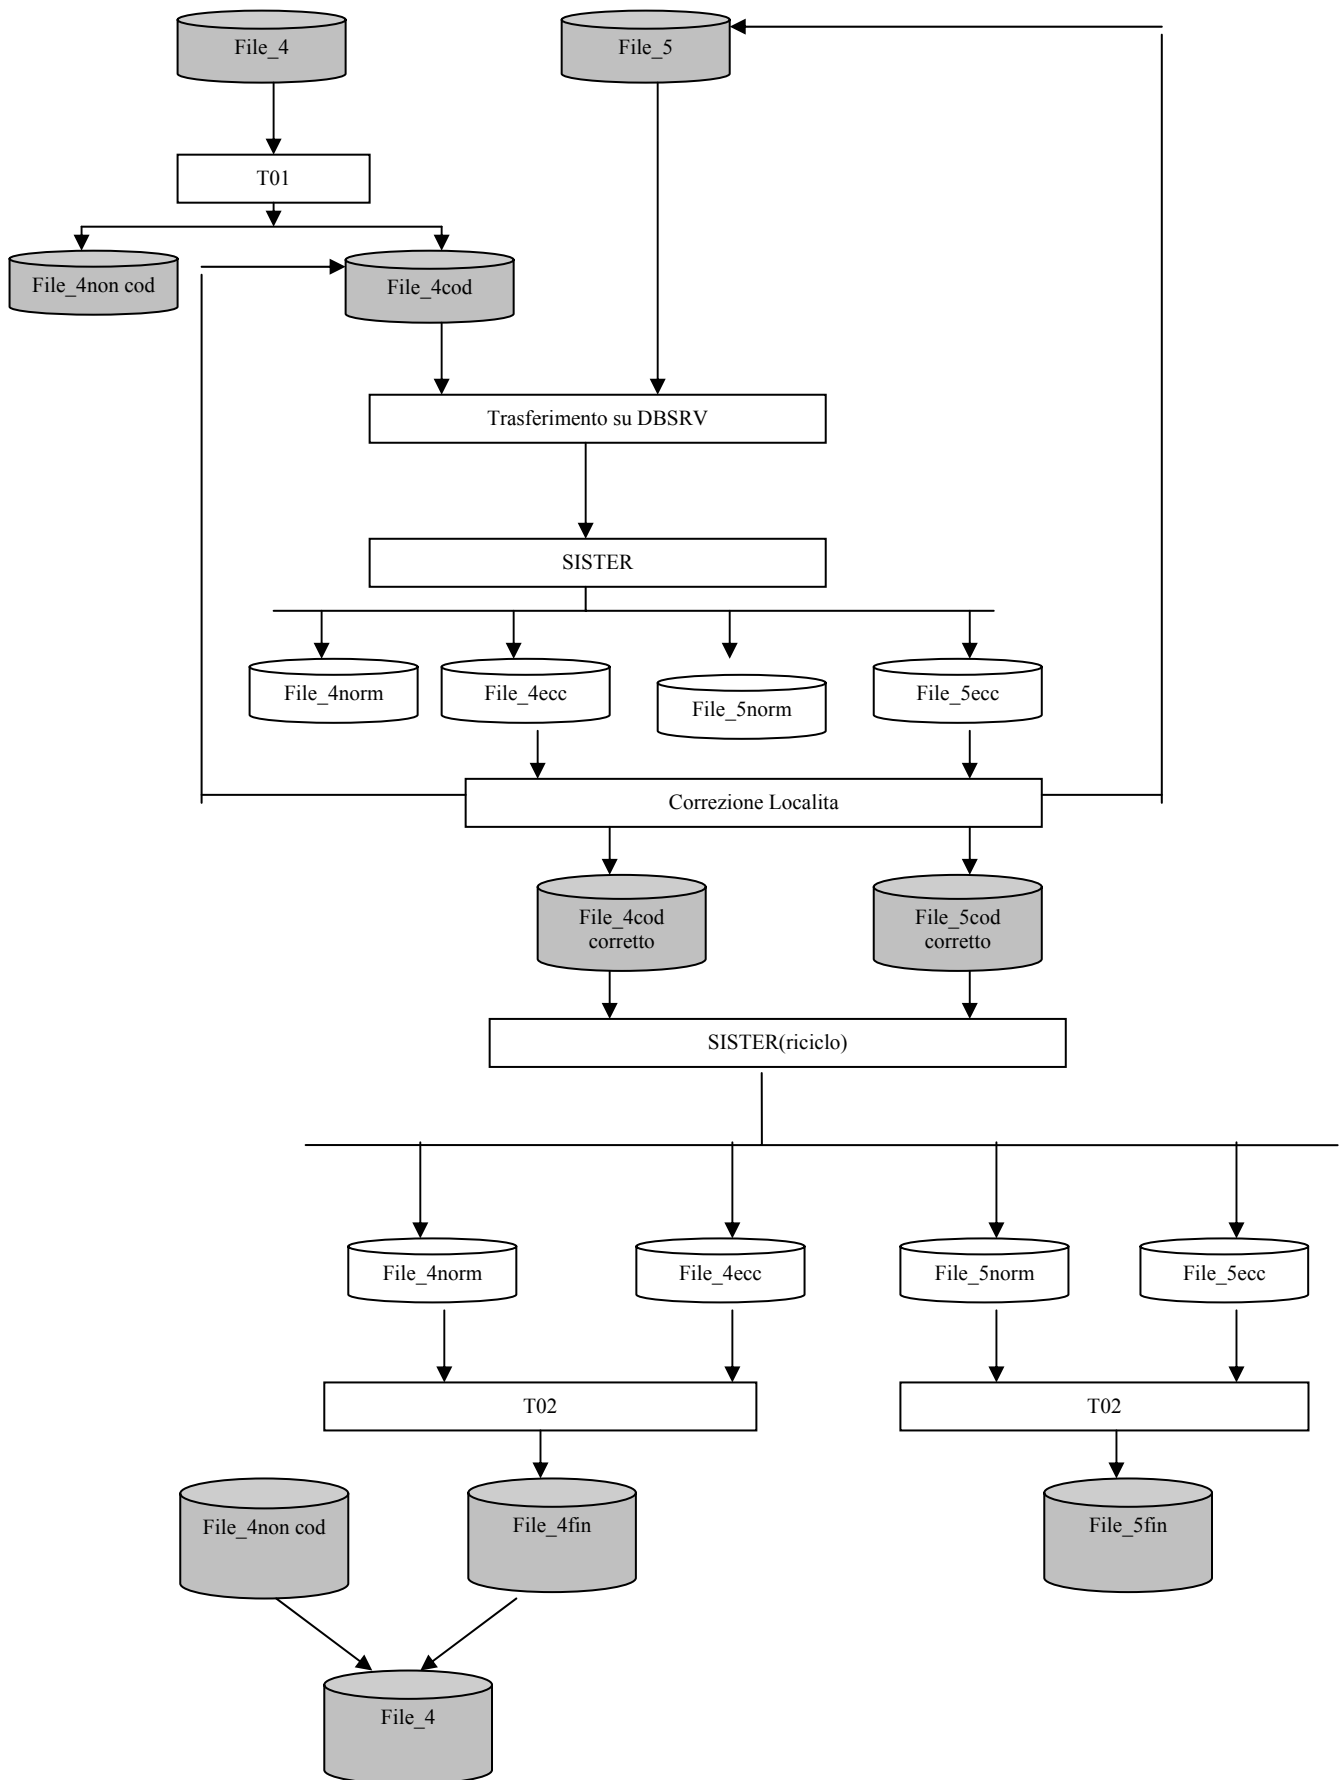 File_4
File_5
T01
File_4non cod
File_4cod
Trasferimento su DBSRV
SISTER
File_4norm
File_4ecc
File_5norm
File_5ecc
Correzione Localita
File_4cod
corretto
File_5cod
corretto
SISTER(riciclo)
File_4norm
File_4ecc
File_5norm
File_5ecc
T02
T02
File_4non cod
File_4fin
File_5fin
File_4